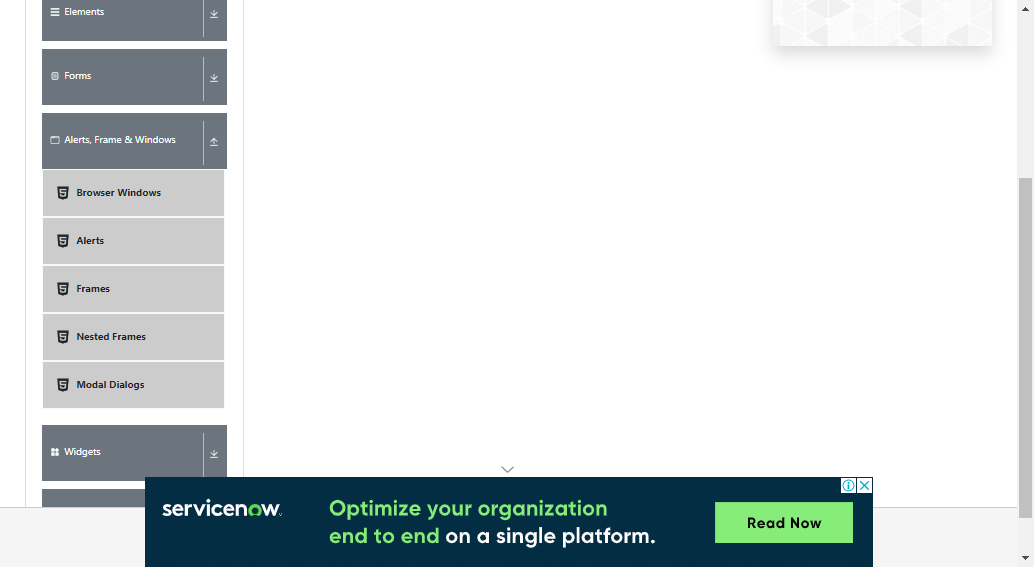 Elements
Forms
Alerts, Frame & Windows
Browser Windows
Alerts
Frames
Nested Frames
Modal Dialogs
Widgets
servicenow
Optimize your organization
end to end on a single platform.
Read Now